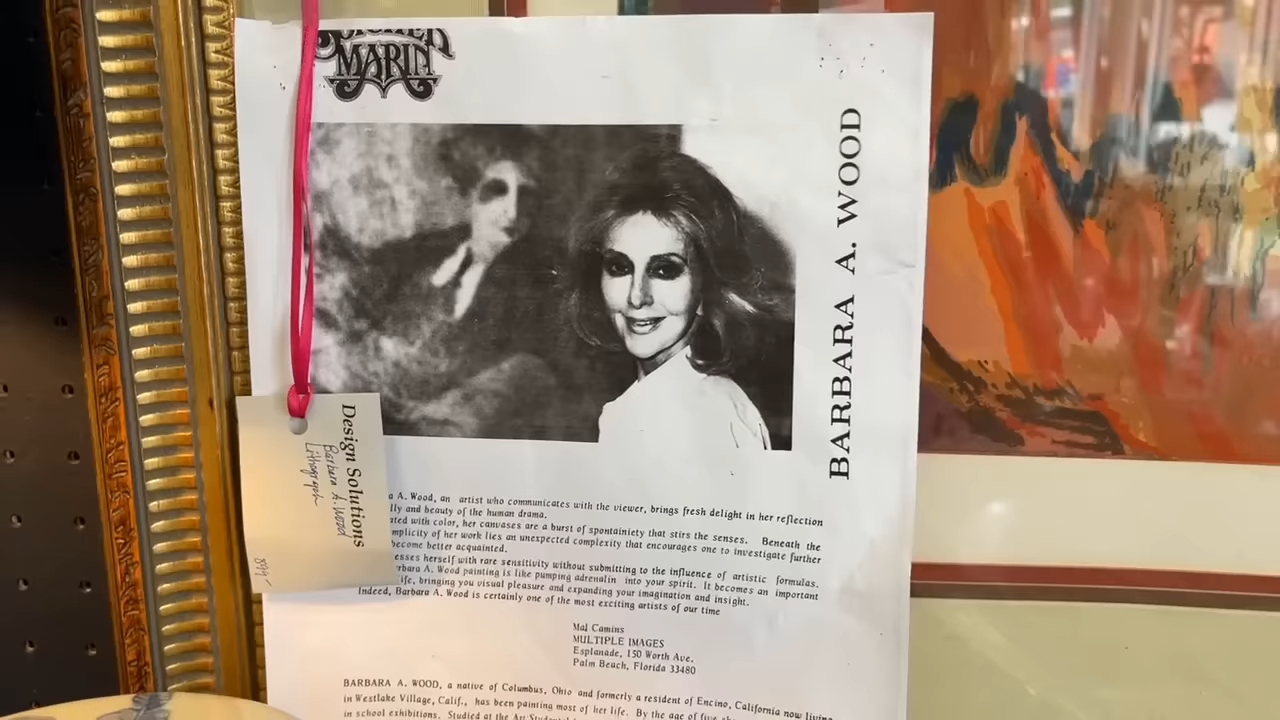 MARIN
BARBARA A. WOOD
Design Solutions
Barbara A. Wood
Lithograph
899-
A. Wood, an artist who communicates with the viewer, brings fresh delight in her reflection
and beauty of the human drama.
with color, her canvases are a burst of spontainiety that stirs the senses. Beneath the
of her work lies an unexpected complexity that encourages one to investigate further
become better acquainted.
herself with rare sensitivity without submitting to the influence of artistic formulas.
A. Wood painting is like pumping adrenalin into your spirit. It becomes an important
life, bringing you visual pleasure and expanding your imagination and insight.
Indeed, Barbara A. Wood is certainly one of the most exciting artists of our time
Mal Camins
MULTIPLE IMAGES
Esplanade, 150 Worth Ave.
Palm Beach, Florida 33480
BARBARA A. WOOD, a native of Columbus, Ohio and formerly a resident of Encino, California now living
in Westlake Village, Calif., has been painting most of her life. By the age of five
in school exhibitions. Studied at the Art